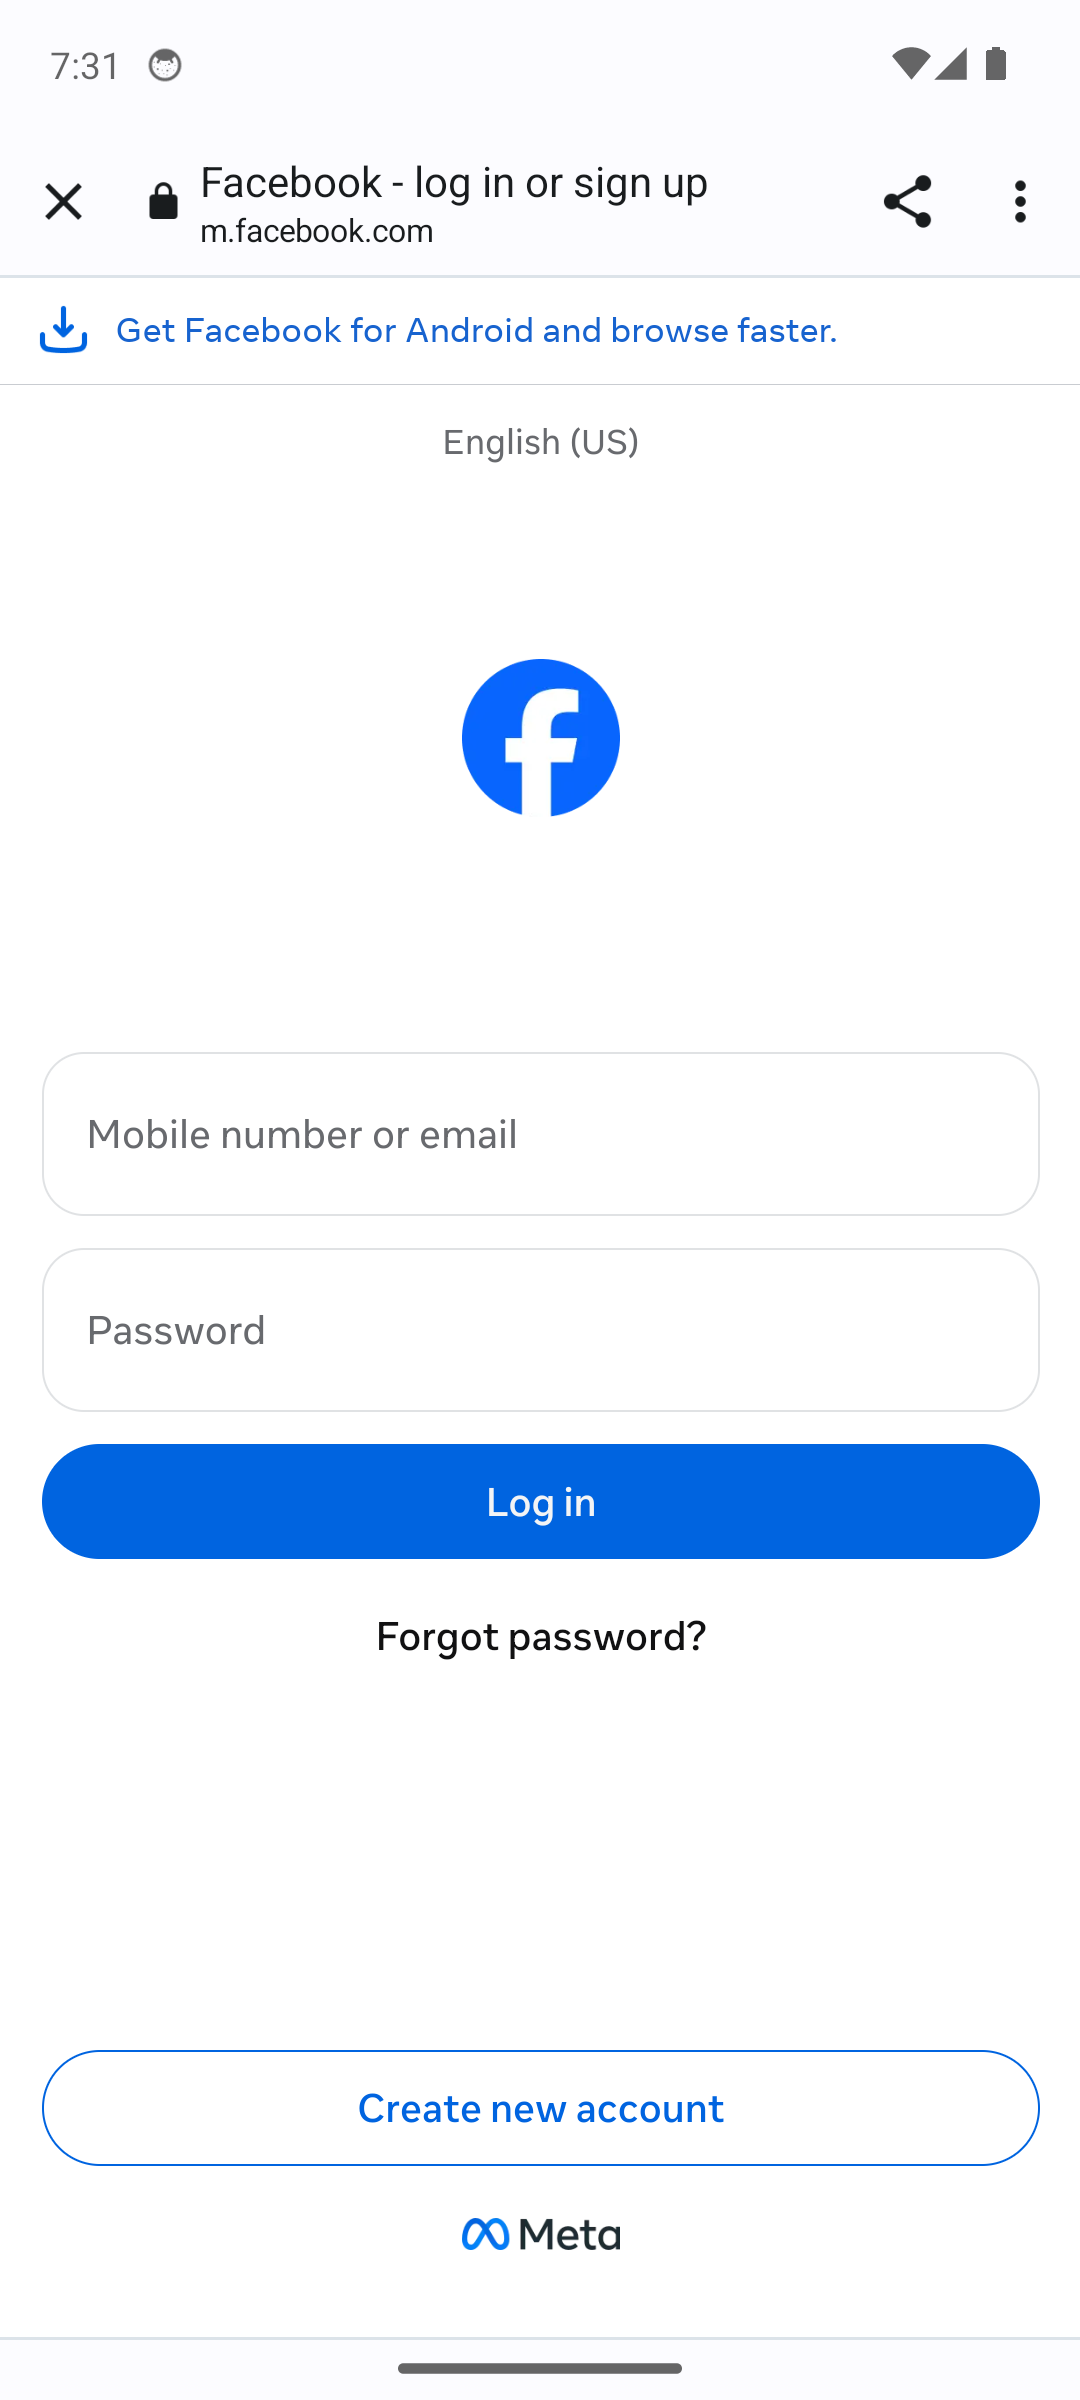 7:31
Facebook - log in or sign up
m.facebook.com
Get Facebook for Android and browse faster.
English (US)
Mobile number or email
Password
Log in
Forgot password?
Create new account
Meta